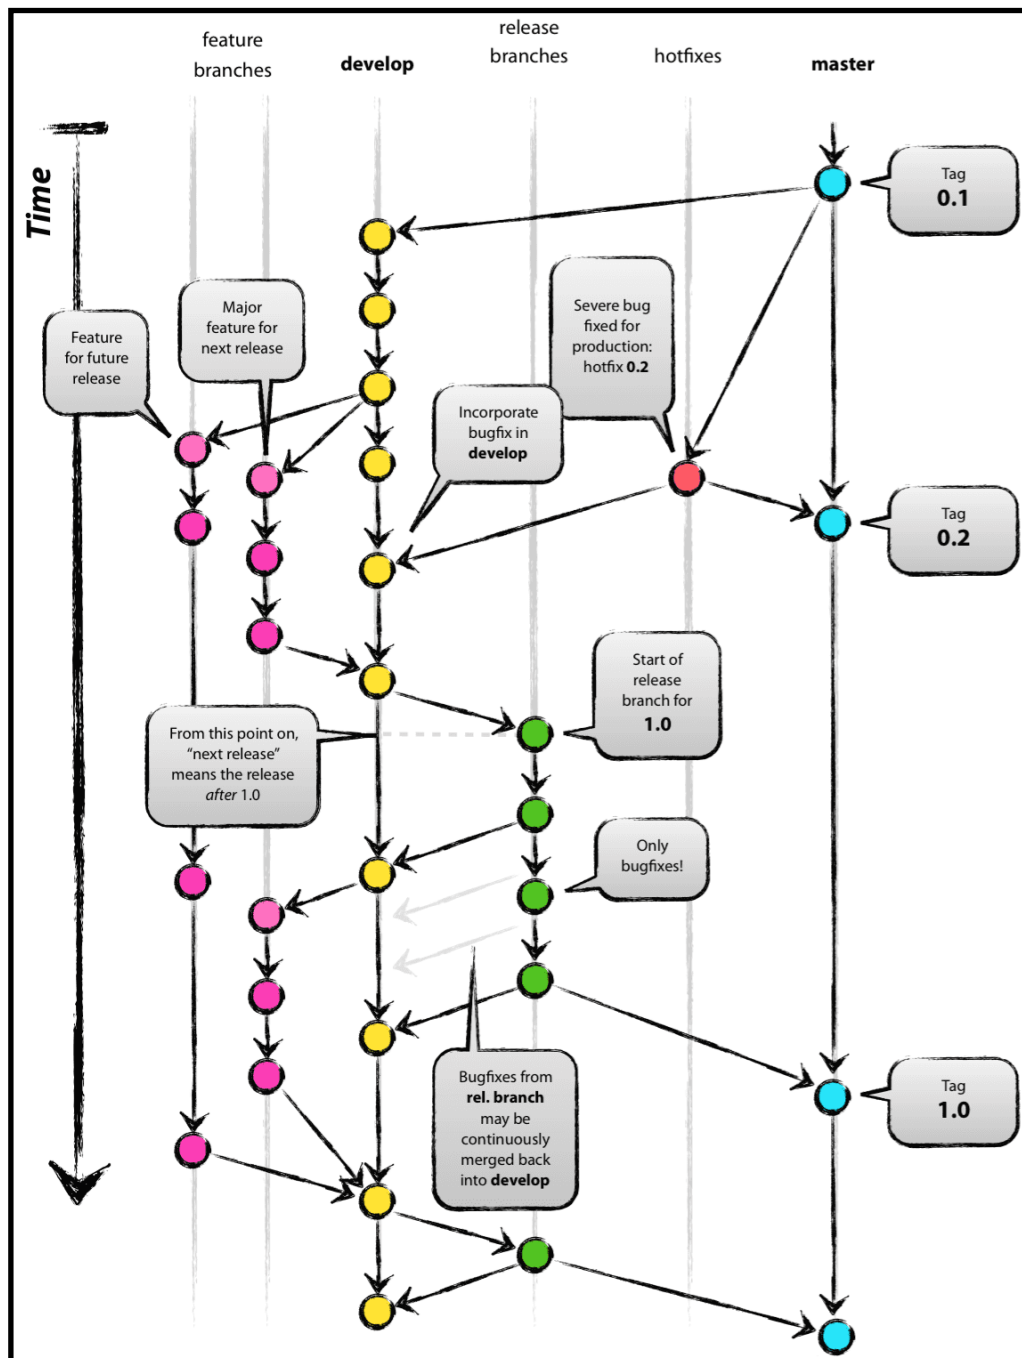 feature
branches
develop
release
branches
hotfixes
master
Time
Tag
0.1
Severe bug
fixed for
production:
hotfix 0.2
Major
feature for
next release
Feature
for future
release
Incorporate
bugfix in
develop
Tag
0.2
Start of
release
branch for
1.0
From this point on,
“next release”
means the release
after 1.0
Only
bugfixes!
Bugfixes from
rel. branch
may be
continuously
merged back
into develop
Tag
1.0